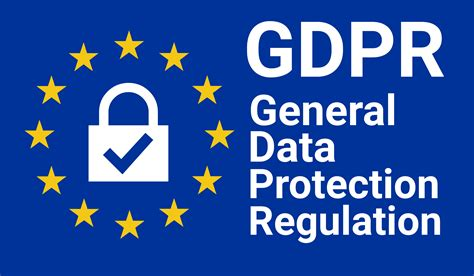 GDPR
General
Data
Protection
Regulation